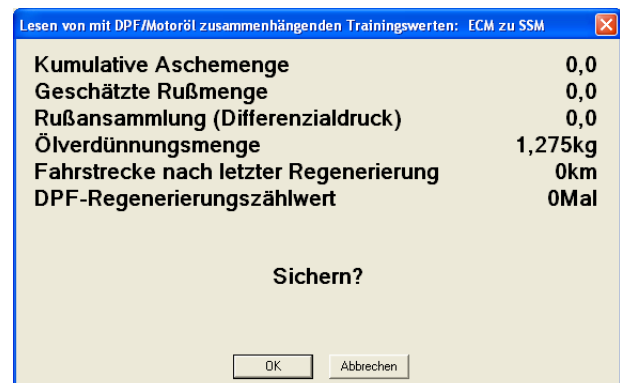 Lesen von mit DPF/Motoröl zusammenhängenden Trainingswerten: ECM zu SSM
Kumulative Aschemenge 0,0
Geschätzte Rußmenge 0,0
Rußansammlung (Differenzialdruck) 0,0
Ölverdünnungsmenge 1,275kg
Fahrstrecke nach letzter Regenerierung 0km
DPF-Regenerierungszählwert 0Mal
Sichern?
OK Abbrechen